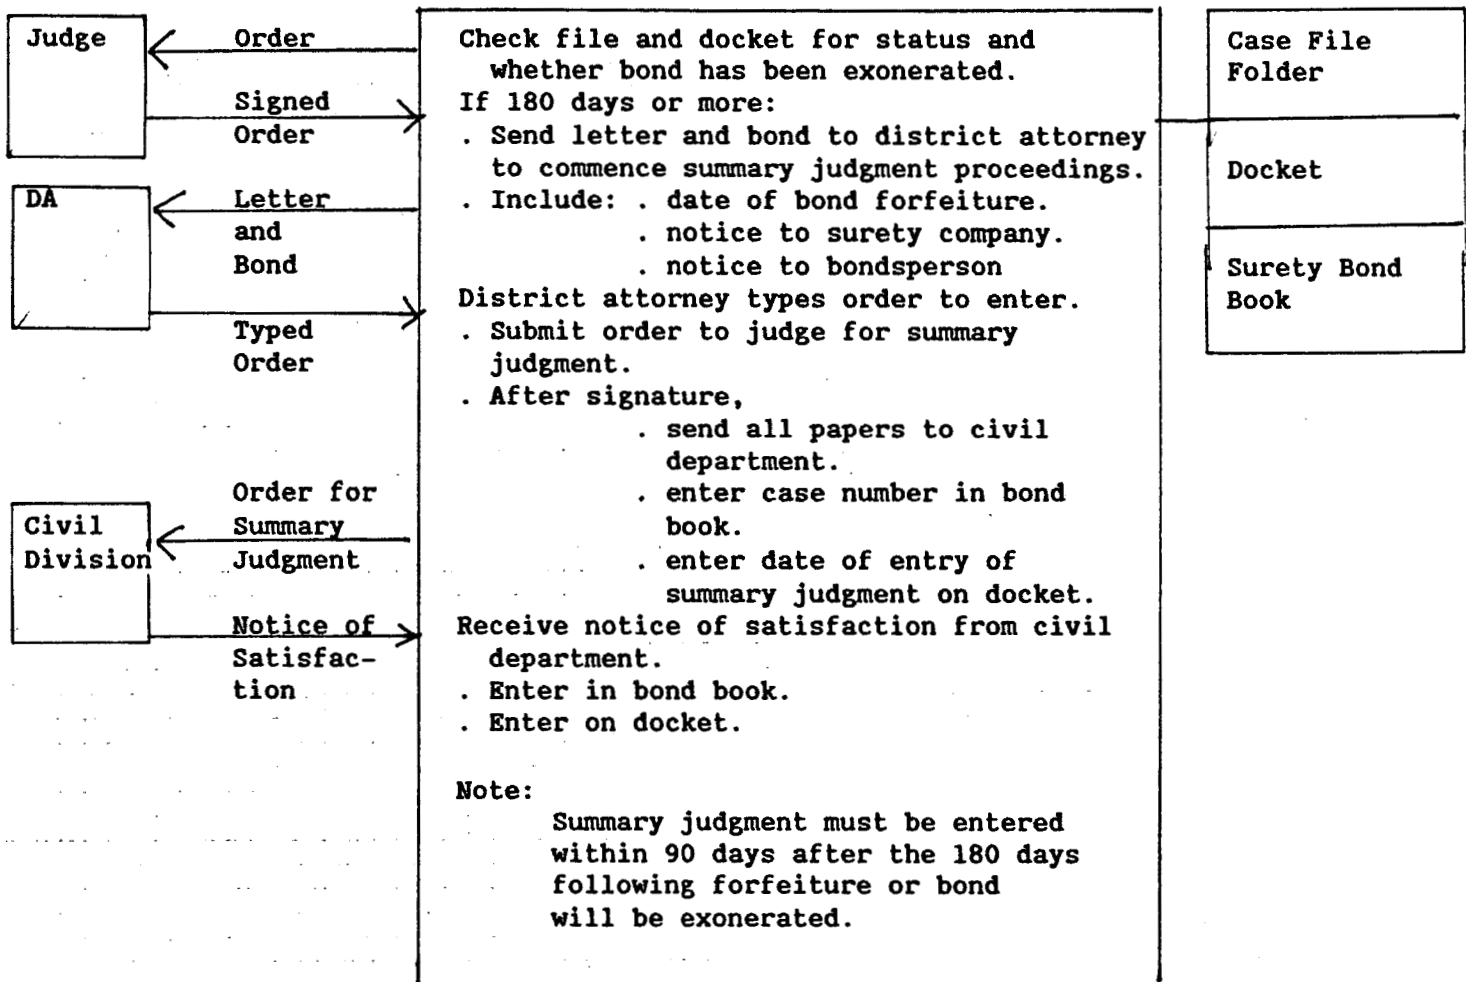 Judge
Order
Signed
Order
DA
Letter
and
Bond
Typed
Order
Civil
Division
Order for
Summary
Judgment
Notice of
Satisfac-
tion
Check file and docket for status and
whether bond has been exonerated.
If 180 days or more:
. Send letter and bond to district attorney
to commence summary judgment proceedings.
. Include: . date of bond forfeiture.
. notice to surety company.
. notice to bondsperson
District attorney types order to enter.
. Submit order to judge for summary
judgment.
. After signature,
. send all papers to civil
department.
. enter case number in bond
book.
. enter date of entry of
summary judgment on docket.
Receive notice of satisfaction from civil
department.
. Enter in bond book.
. Enter on docket.
Note:
Summary judgment must be entered
within 90 days after the 180 days
following forfeiture or bond
will be exonerated.
Case File
Folder
Docket
Surety Bond
Book